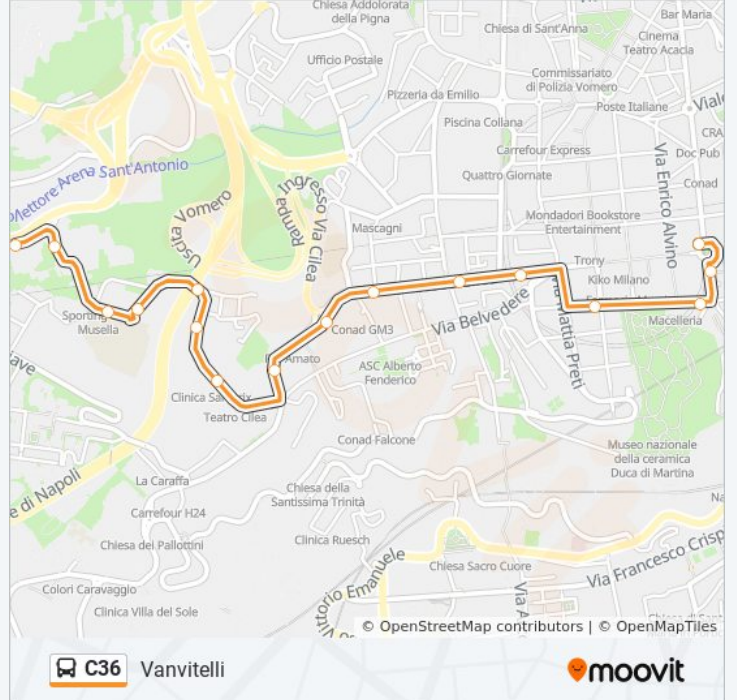 Chiesa Addolorata
della Pigna
Bar Maria
Chiesa di Sant'Anna
Cinema
Teatro Acacia
Ufficio Postale
Commissariato
di Polizia Vomero
Pizzeria da Emilio
Poste Italiane
Viale
Piscina Collana
CRA
Carrefour Express
Doc Pub
Via Enrico Alvino
Quattro Giornate
Conad
Mettore Arena Sant'Antonio
Uscita Vomero
Rampa Ingresso Via Cilea
Mascagni
Mondadori Bookstore
Entertainment
Trony
Kiko Milano
Sporting
Musella
Conad GM3
Via Belvedere
Via Mattia Preti
Macelleria
Amato
ASC Alberto
Fenderico
Clinica
Teatro Cilea
Conad Falcone
Museo nazionale
della ceramica
Duca di Martina
La Caraffa
Carrefour H24
Chiesa della
Santissima Trinità
Na
e di Napoli
Chiesa dei Pallottini
Clinica Ruesch
Chiesa Sacro Cuore
Via Francesco Crisp
Vittorio Emanuele
Via A
Colori Caravaggio
Clinica Villa del Sole
© OpenStreetMap contributors | © OpenMapTiles
C36 Vanvitelli
moovit